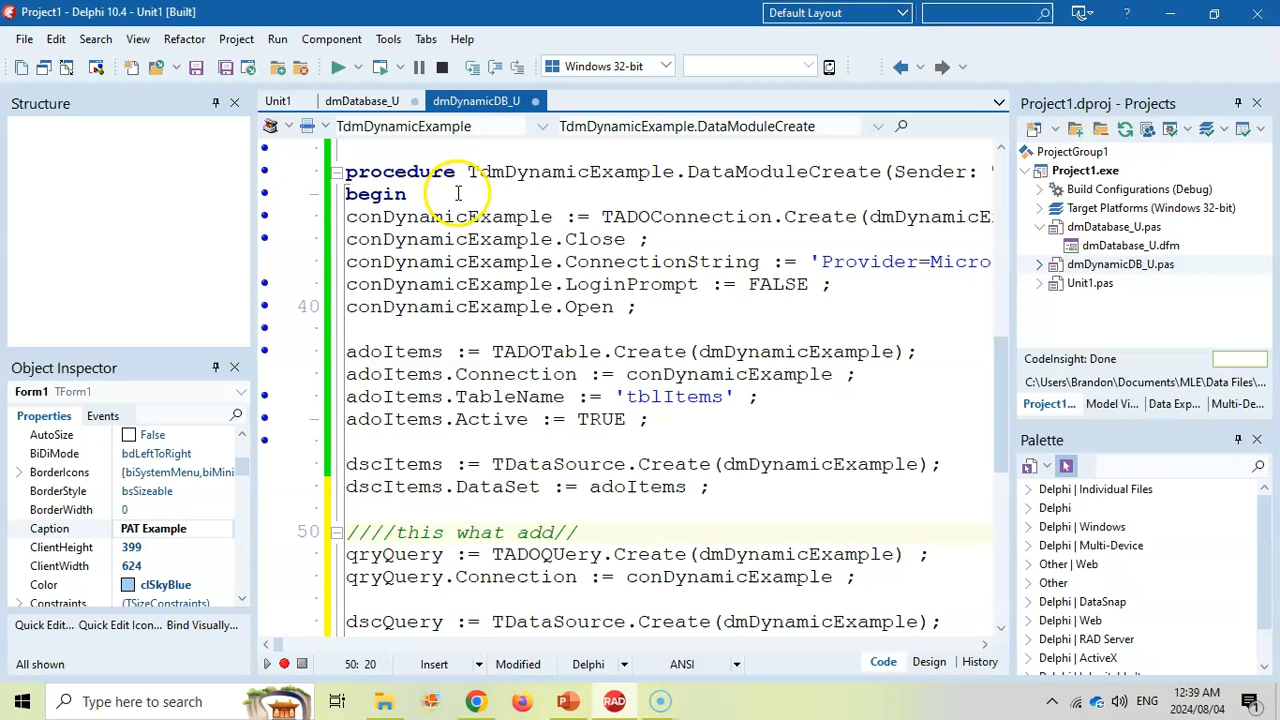 Project1 - Delphi 10.4 - Unit1 [Built]
Default Layout
File Edit Search View Refactor Project Run Component Tools Tabs Help
Windows 32-bit
Structure
Unit1 dmDatabase_U dmDynamicDB_U
TdmDynamicExample TdmDynamicExample.DataModuleCreate
procedure TdmDynamicExample.DataModuleCreate(Sender:
begin
conDynamicExample := TADOConnection.Create(dmDynamicE
conDynamicExample.Close ;
conDynamicExample.ConnectionString := 'Provider=Micro
conDynamicExample.LoginPrompt := FALSE ;
40 conDynamicExample.Open ;
adoItems := TADOTable.Create(dmDynamicExample);
adoItems.Connection := conDynamicExample ;
adoItems.TableName := 'tblItems' ;
adoItems.Active := TRUE ;
dscItems := TDataSource.Create(dmDynamicExample);
dscItems.DataSet := adoItems ;
50 ////this what add//
qryQuery := TADOQUery.Create(dmDynamicExample) ;
qryQuery.Connection := conDynamicExample ;
dscQuery := TDataSource.Create(dmDynamicExample);
50: 20 Insert Modified Delphi ANSI Code Design History
Object Inspector
Form1 TForm1
Properties Events
AutoSize False
BiDiMode bdLeftToRight
BorderIcons [biSystemMenu,biMini
BorderStyle bsSizeable
BorderWidth 0
Caption PAT Example
ClientHeight 399
ClientWidth 624
Color clSkyBlue
Constraints (TSizeConstraints)
Quick Edit... Quick Edit Icon... Bind Visually...
All shown
Project1.dproj - Projects
ProjectGroup1
Project1.exe
Build Configurations (Debug)
Target Platforms (Windows 32-bit)
dmDatabase_U.pas
dmDatabase_U.dfm
dmDynamicDB_U.pas
Unit1.pas
CodeInsight: Done
C:\Users\Brandon\Documents\MLE\Data Files\...
Project1... Model Vi... Data Exp... Multi-De...
Palette
Delphi | Individual Files
Delphi
Delphi | Windows
Delphi | Multi-Device
Other | Web
Other
Delphi | DataSnap
Delphi | Database
Delphi | Web
Delphi | RAD Server
Delphi | ActiveX
Type here to search
RAD
ENG
12:39 AM
2024/08/04